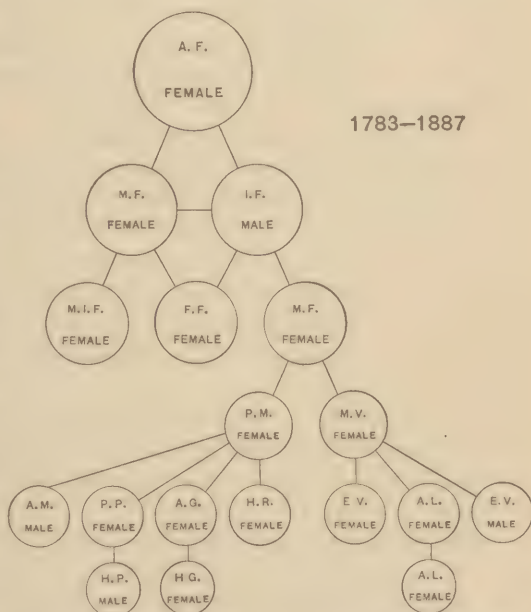 A. F.
FEMALE
1783—1887
M. F.
FEMALE
I. F.
MALE
M. I. F.
FEMALE
F. F.
FEMALE
M. F.
FEMALE
P. M.
FEMALE
M. V.
FEMALE
A. M.
MALE
P. P.
FEMALE
A. G.
FEMALE
H. R.
FEMALE
E V.
FEMALE
A. L.
FEMALE
E. V.
MALE
H. P.
MALE
H G.
FEMALE
A. L.
FEMALE